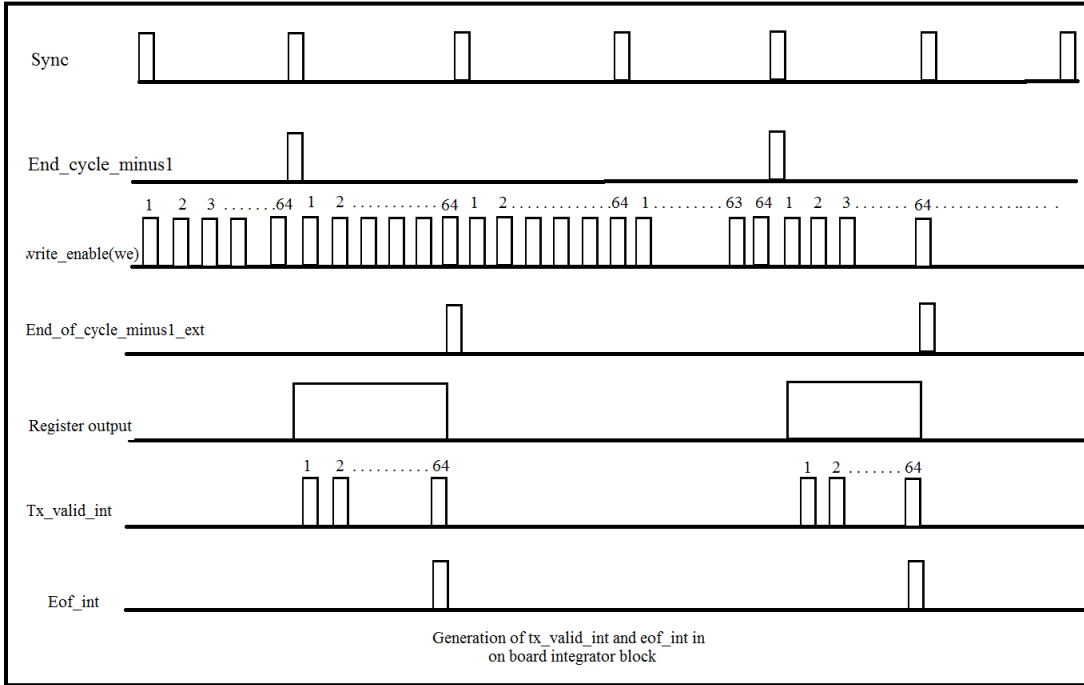 Sync
End_cycle_minus1
1 2 3 . . . . . . .64 1 2 . . . . . . . . . . . 64 1 2. . . . . . . . . . . .64 1 . . . . . . . . . 63 64 1 2 3. . . . . . . 64 . . . . . . . . . . . . . . .
write_enable(we)
End_of_cycle_minus1_ext
Register output
1 2 . . . . . . . . . . 64 1 2 . . . . . . . 64
Tx_valid_int
Eof_int
Generation of tx_valid_int and eof_int in
on board integrator block